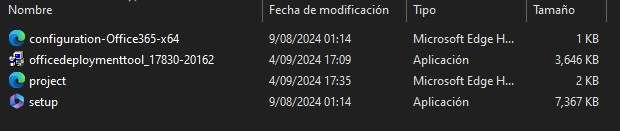 Nombre Fecha de modificación Tipo Tamaño
configuration-Office365-x64 9/08/2024 01:14 Microsoft Edge H... 1 KB
officedeploymenttool_17830-20162 4/09/2024 17:09 Aplicación 3,646 KB
project 4/09/2024 17:35 Microsoft Edge H... 2 KB
setup 9/08/2024 01:14 Aplicación 7,367 KB